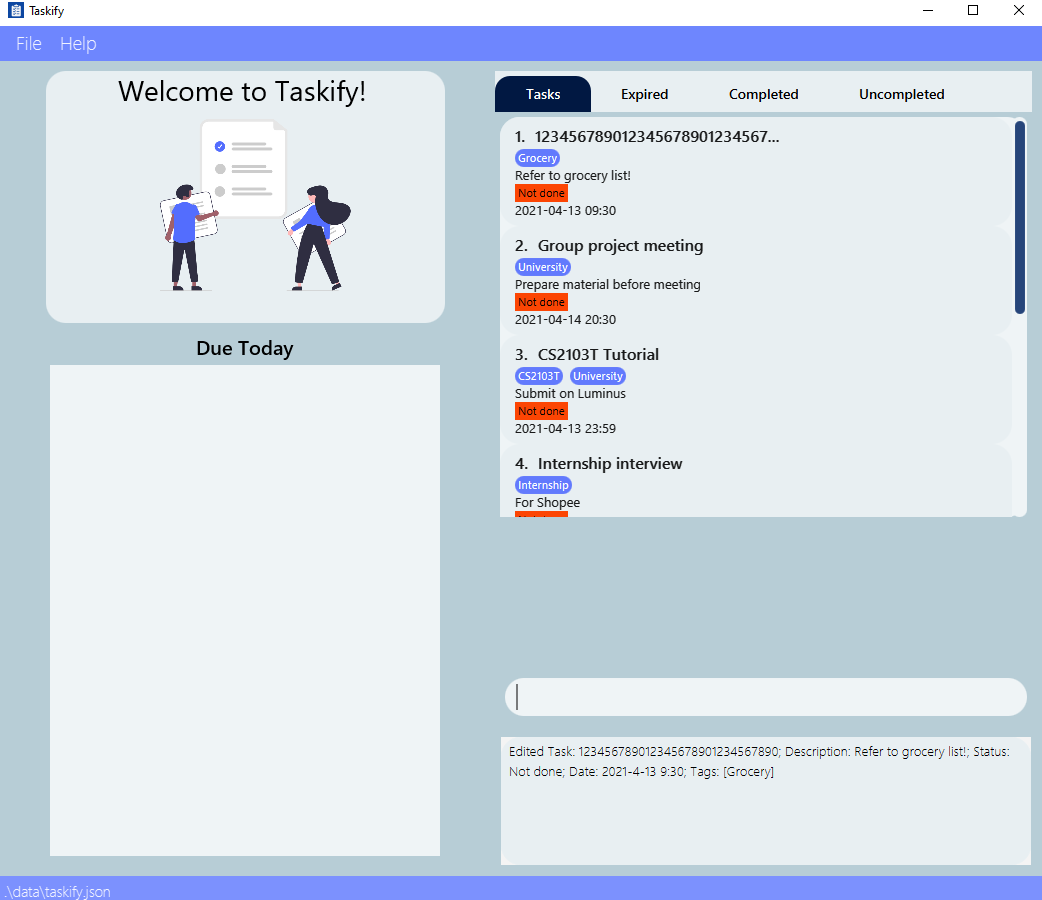 Taskify
File Help
Welcome to Taskify!
Due Today
Tasks Expired Completed Uncompleted
1. 123456789012345678901234567...
Grocery
Refer to grocery list!
Not done
2021-04-13 09:30
2. Group project meeting
University
Prepare material before meeting
Not done
2021-04-14 20:30
3. CS2103T Tutorial
CS2103T University
Submit on Luminus
Not done
2021-04-13 23:59
4. Internship interview
Internship
For Shopee
Edited Task: 123456789012345678901234567890; Description: Refer to grocery list!; Status:
Not done; Date: 2021-4-13 9:30; Tags: [Grocery]
.\data\taskify.json